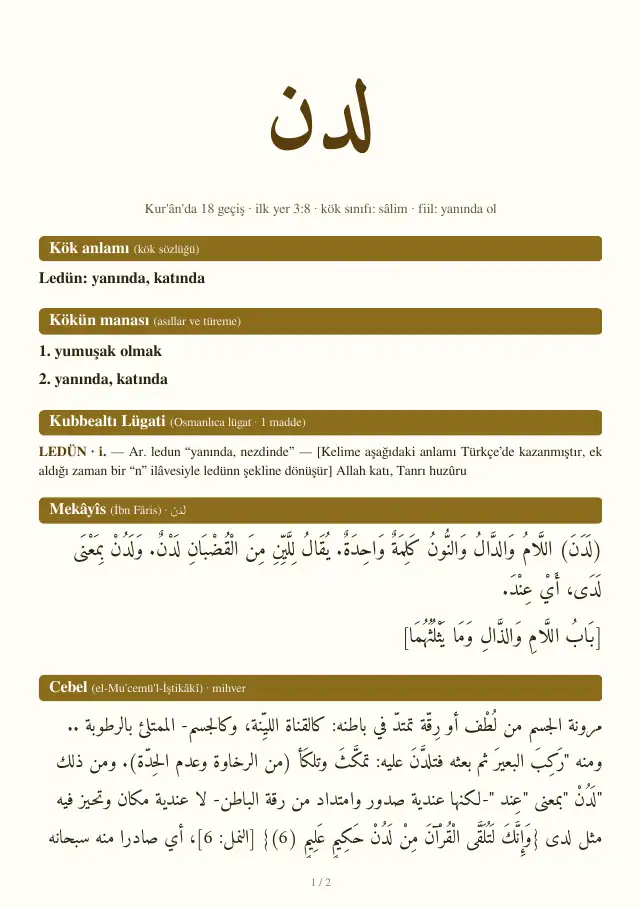 لدن
Kur'ân'da 18 geçiş · ilk yer 3:8 · kök sınıfı: sâlim · fiil: yanında ol
Kök anlamı (kök sözlüğü)
Ledün: yanında, katında
Kökün manası (asıllar ve türeme)
1. yumuşak olmak
2. yanında, katında
Kubbealtı Lügati (Osmanlıca lügat · 1 madde)
LEDÜN · i. — Ar. ledun “yanında, nezdinde” — [Kelime aşağıdaki anlamı Türkçe’de kazanmıştır, ek
aldığı zaman bir “n” ilâvesiyle ledünn şekline dönüşür] Allah katı, Tanrı huzûru
Mekâyîs (İbn Fâris) · لدن
(لَدَنَ) اللَّامُ وَالدَّالُ وَالنُّونُ كَلِمَةٌ وَاحِدَةٌ. يُقَالُ لِلَّيِّنِ مِنَ الْقُضْبَانِ لَدْنٌ. وَلَدُنْ بِمَعْنَى
لَدَى، أَيْ عِنْدَ.
[بَابُ اللَّامِ وَالذَّالِ وَمَا يَثْلُثُهُمَا]
Cebel (el-Mu'cemü'l-İştikâkî) · mihver
مرونة الجسم من لُطْف أو رِقّة تمتدّ في باطنه: كالقناة الليِّنة، وكالجسم- الممتلئ بالرطوبة ..
ومنه "رَكِبَ البعيرَ ثم بعثه فتلدَّنَ عليه: تمكَّثَ وتلكَأ (من الرخاوة وعدم الحِدّة). ومن ذلك
"لَدُنْ "بمعنى "عِند "-لكنها عندية صدور وامتداد من رقة الباطن- لا عندية مكان وتحيز فيه
مثل لدى {وَإِنَّكَ لَتُلَقَّى الْقُرْآنَ مِنْ لَدُنْ حَكِيمٍ عَلِيمٍ (6)} [النمل: 6]، أي صادرا منه سبحانه
1 / 2